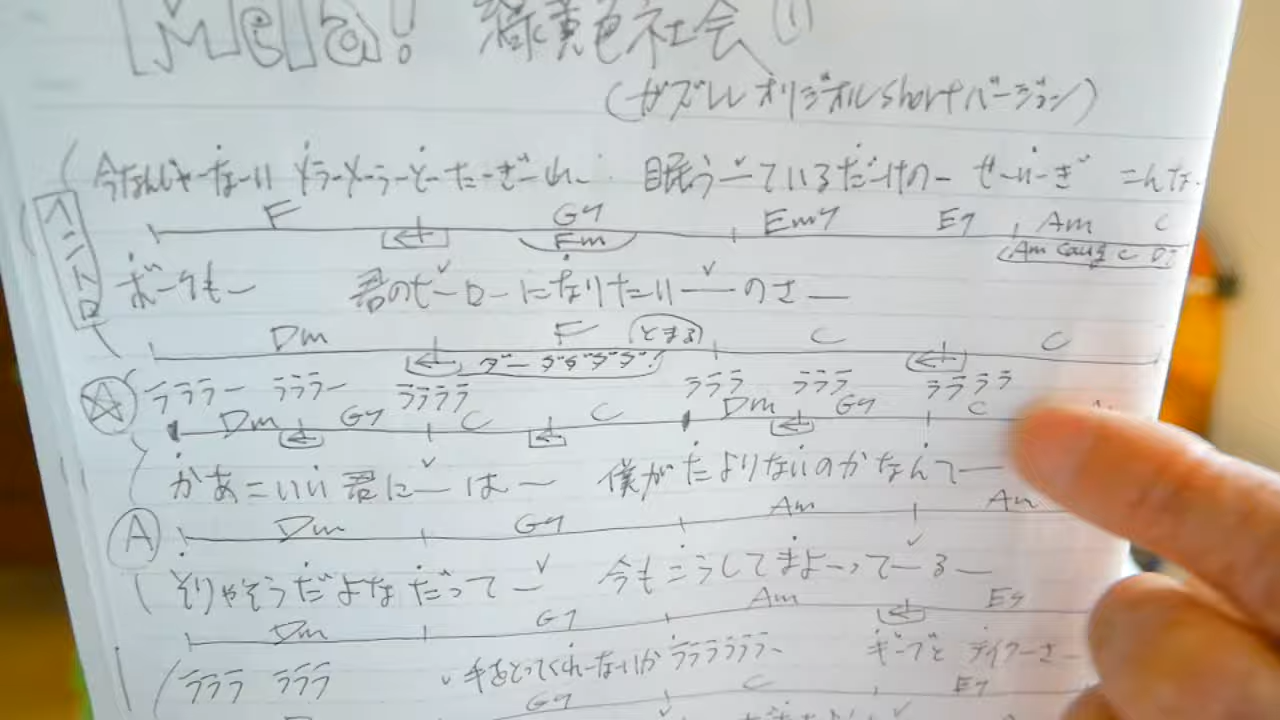 Mela! 緑黄色社会 ①
(ガズレレオリジナルshortバージョン)
今なんじゃーなーい メラーメーラーとーたーぎーれー 眠うーているだーけのー せーいーぎ こんな
イントロ
F G7 Em7 E7 Am C
Fm
ボークもー 君のヒーローになりたいーーのさー
Dm F とまる C C
ダーダダダダ!
☆ ラララー ラララー ララララ ラララ ラララ ララララ
Dm G7 C C Dm G7 C
かあこいい君にーはー 僕がたよりないのかなんてー
A Dm G7 Am Am
そりゃそうだよなだってー 今もこうしてまよーってーるー
Dm G7 Am E7
ラララ ラララ 手あとってくれーないか ララララララ、 ギーブと テイクーさー
G7 C E7